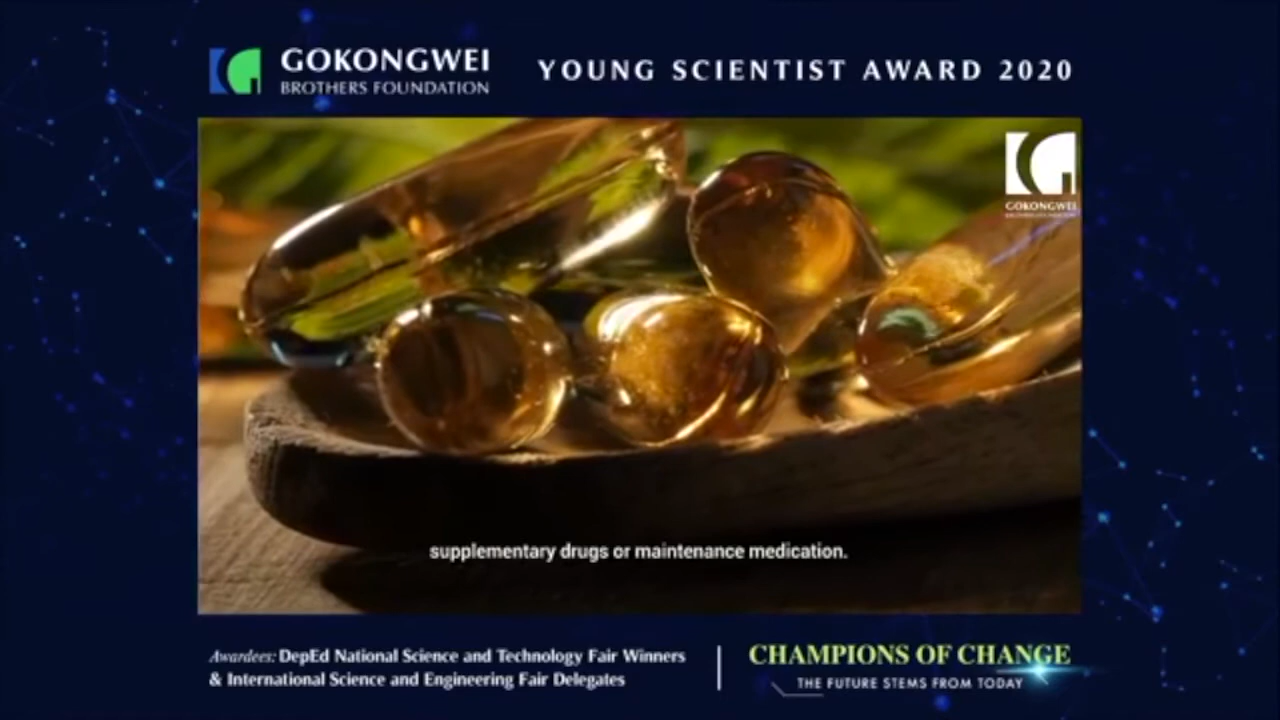 GOKONGWEI
BROTHERS FOUNDATION
YOUNG SCIENTIST AWARD 2020
GOKONGWEI
supplementary drugs or maintenance medication.
Awardees: DepEd National Science and Technology Fair Winners
& International Science and Engineering Fair Delegates
CHAMPIONS OF CHANGE
THE FUTURE STEMS FROM TODAY